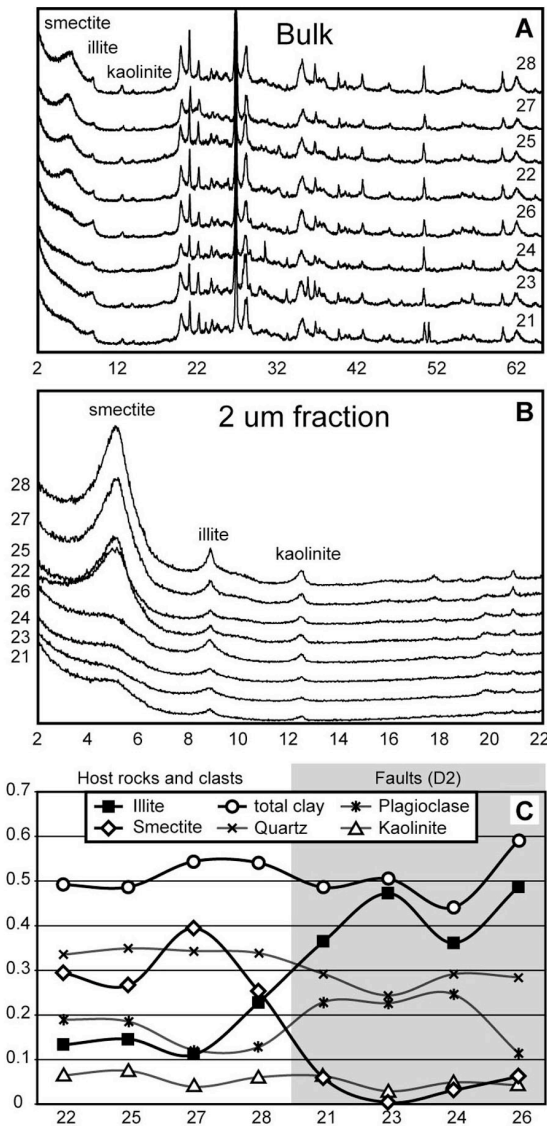 smectite
illite
kaolinite
Bulk
A
28
27
25
22
26
24
23
21
2 12 22 32 42 52 62
B
smectite
2 um fraction
illite
kaolinite
28
27
25
22
26
24
23
21
2 4 6 8 10 12 14 16 18 20 22
Host rocks and clasts Faults (D2)
C
Illite total clay Plagioclase
Smectite Quartz Kaolinite
0.7
0.6
0.5
0.4
0.3
0.2
0.1
0
22 25 27 28 21 23 24 26